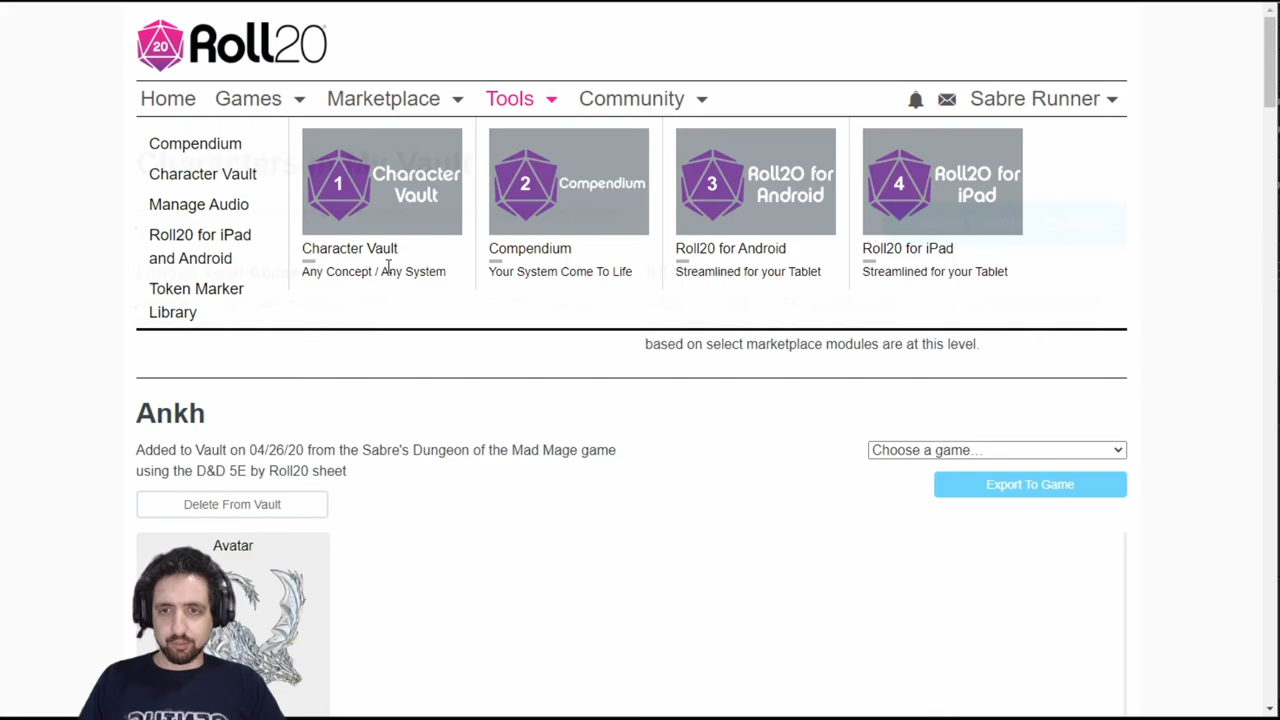 20 Roll20
Home Games Marketplace Tools Community Sabre Runner
Compendium
Character Vault
Manage Audio
Roll20 for iPad
and Android
Token Marker
Library
1 Character
Vault
Character Vault
Any Concept / Any System
2 Compendium
Compendium
Your System Come To Life
3 Roll20 for
Android
Roll20 for Android
Streamlined for your Tablet
4 Roll20 for
iPad
Roll20 for iPad
Streamlined for your Tablet
based on select marketplace modules are at this level.
Ankh
Added to Vault on 04/26/20 from the Sabre's Dungeon of the Mad Mage game
using the D&D 5E by Roll20 sheet
Choose a game…
Export To Game
Delete From Vault
Avatar